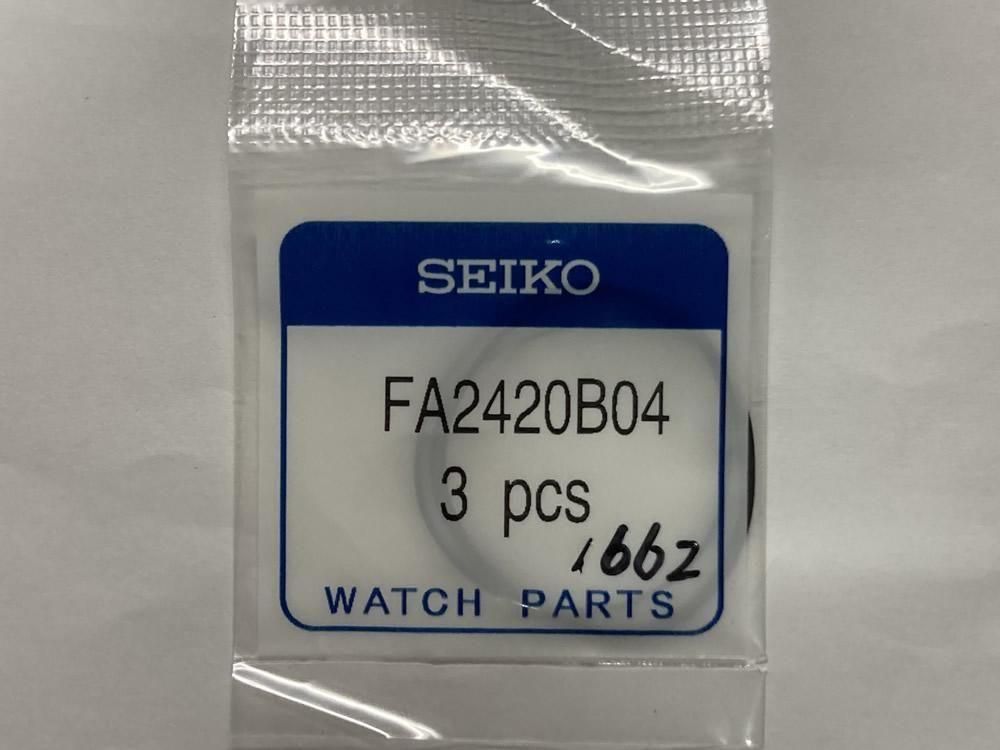 SEIKO
FA2420B04
3 pcs
1662
WATCH PARTS